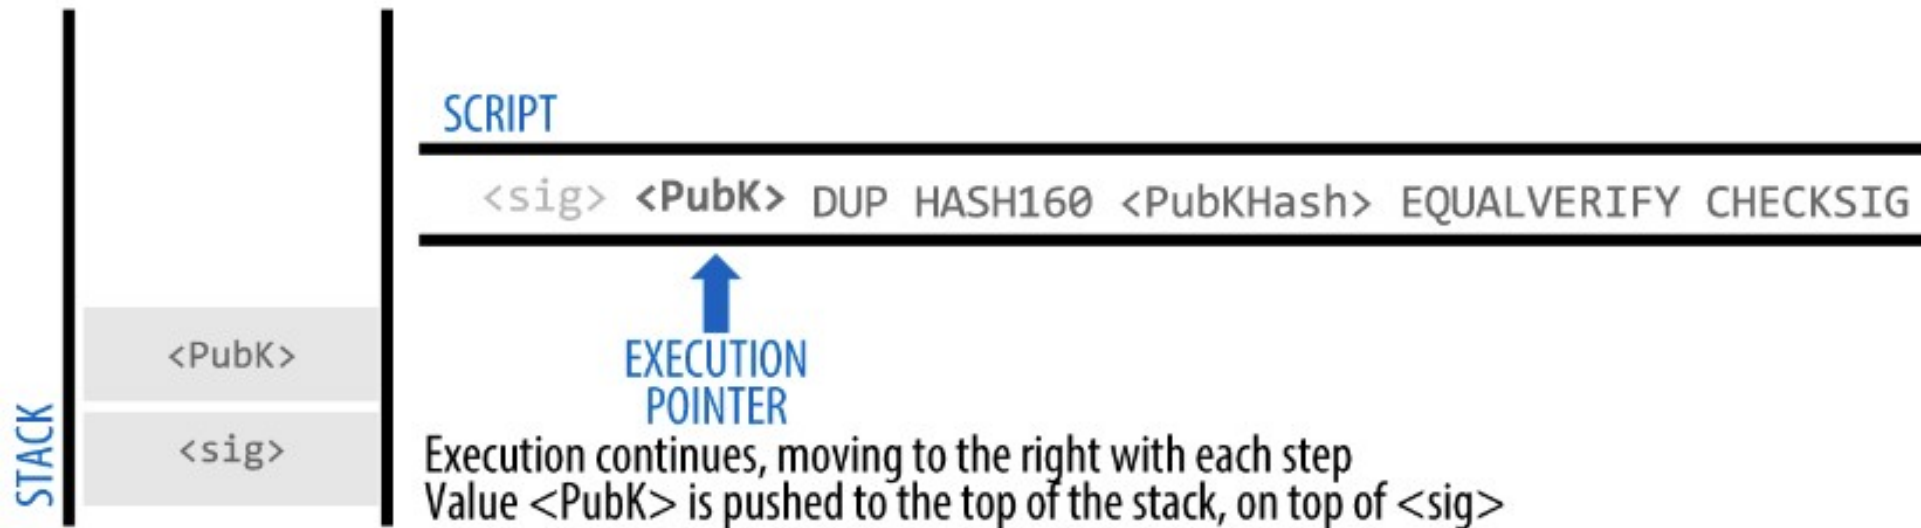 SCRIPT
<sig> <PubK> DUP HASH160 <PubKHash> EQUALVERIFY CHECKSIG
EXECUTION
POINTER
STACK
<PubK>
<sig>
Execution continues, moving to the right with each step
Value <PubK> is pushed to the top of the stack, on top of <sig>